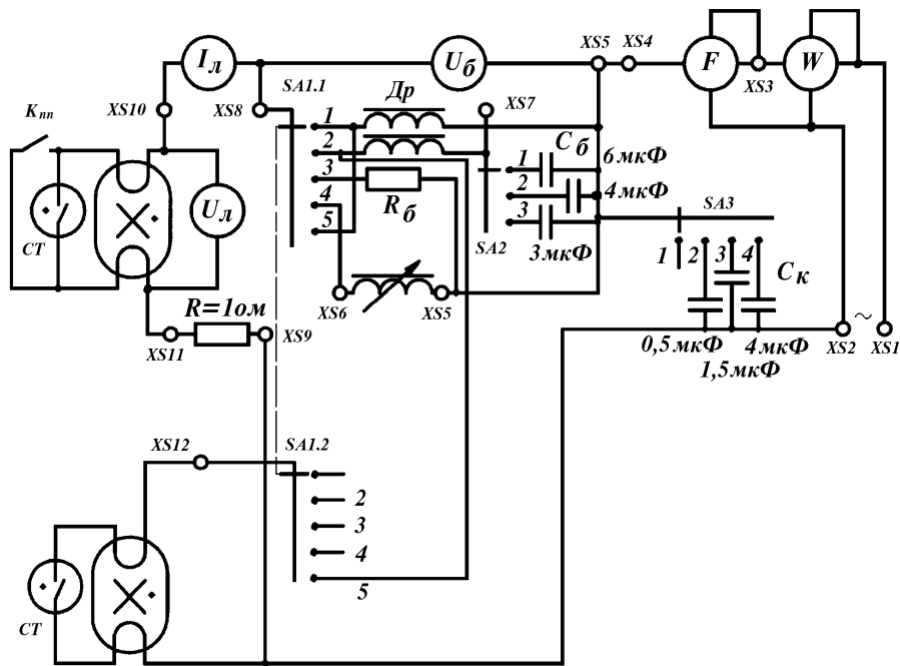 XS5 XS4
Iл Uб F W
XS3
SA1.1
XS10 XS8 Др XS7
Kпп
1
2
3
4
5
Cб
1 6мкФ
2 4мкФ
3 3мкФ
Uл
Rб
SA2
SA3
CT
1 2 3 4
Cк
XS6 XS5
R=1ом
XS11 XS9
0,5мкФ 4мкФ
1,5мкФ
~
XS2 XS1
XS12 SA1.2
2
3
4
5
CT